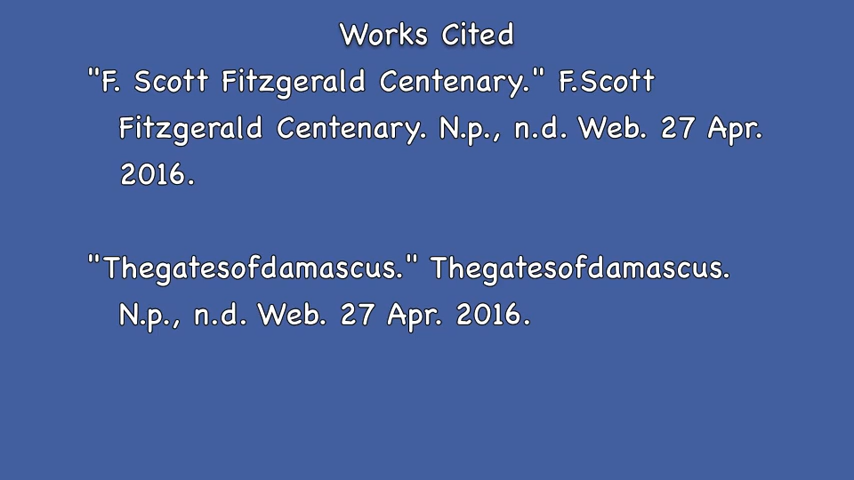 Works Cited
"F. Scott Fitzgerald Centenary." F.Scott
Fitzgerald Centenary. N.p., n.d. Web. 27 Apr.
2016.
"Thegatesofdamascus." Thegatesofdamascus.
N.p., n.d. Web. 27 Apr. 2016.